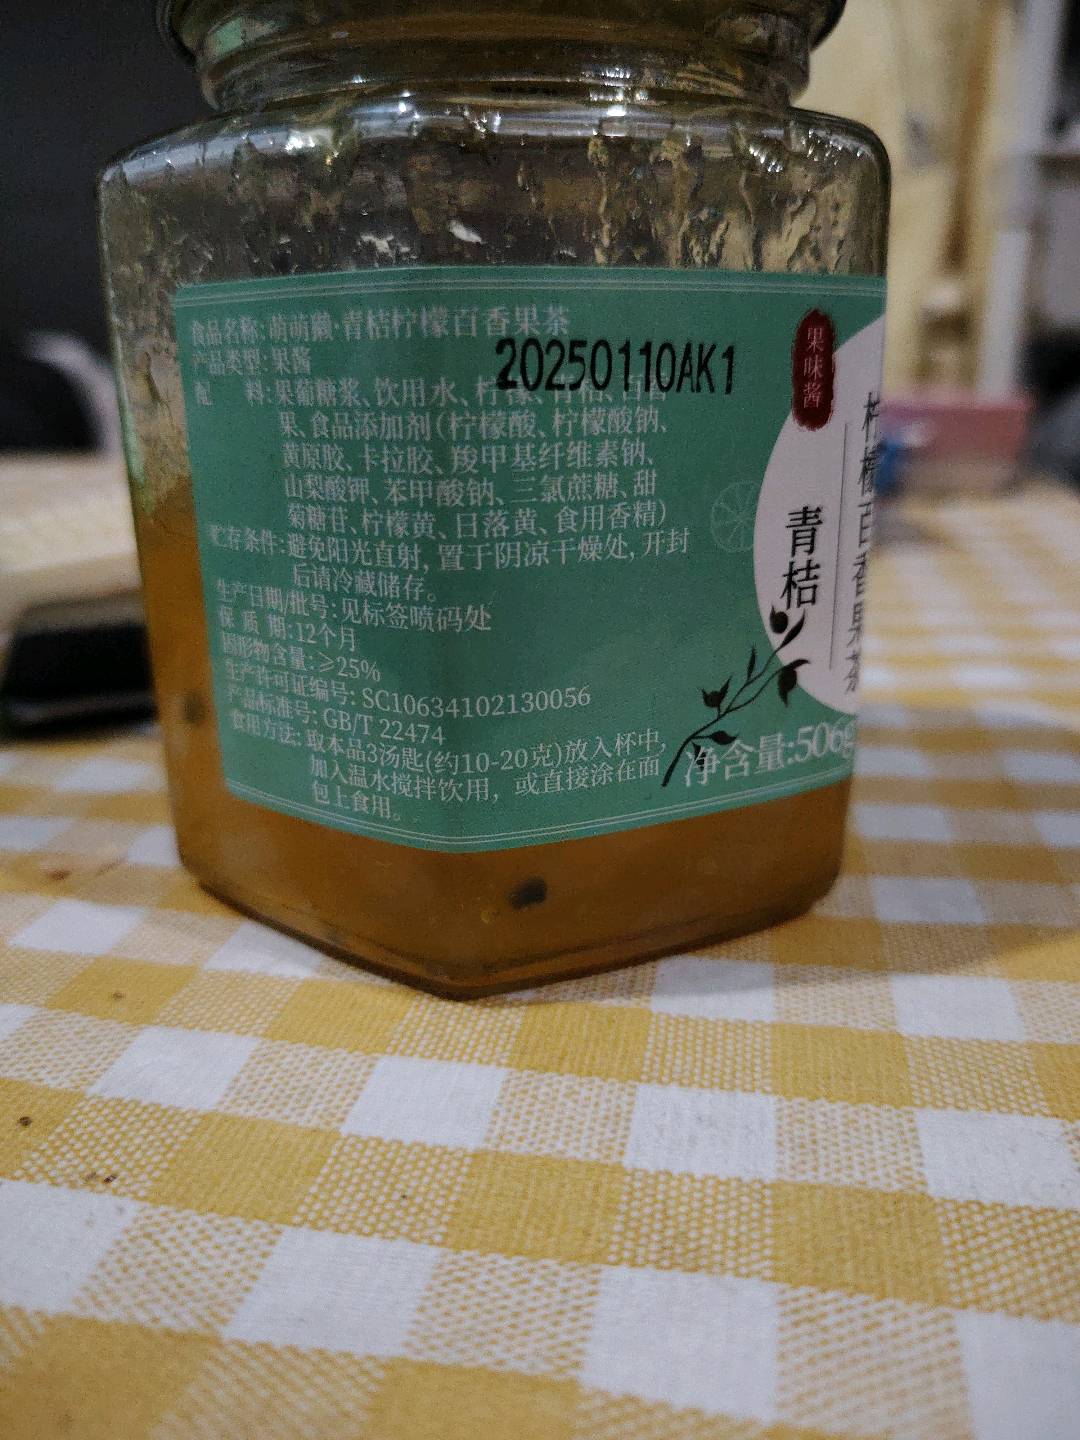 食品名称:萌萌獭·青桔柠檬百香果茶
产品类型:果酱
20250110AK1
配 料:果葡糖浆、饮用水、柠檬、青桔、百香
果、食品添加剂(柠檬酸、柠檬酸钠、
黄原胶、卡拉胶、羧甲基纤维素钠、
山梨酸钾、苯甲酸钠、三氯蔗糖、甜
菊糖苷、柠檬黄、日落黄、食用香精)
贮存条件:避免阳光直射,置于阴凉干燥处,开封
后请冷藏储存。
生产日期/批号:见标签喷码处
保 质 期:12个月
固形物含量:≥25%
生产许可证编号:SC10634102130056
产品标准号:GB/T 22474
食用方法:取本品3汤匙(约10-20克)放入杯中,
加入温水搅拌饮用，或直接涂在面
包上食用。
果味酱
青桔
柠檬百香果茶
净含量:506g